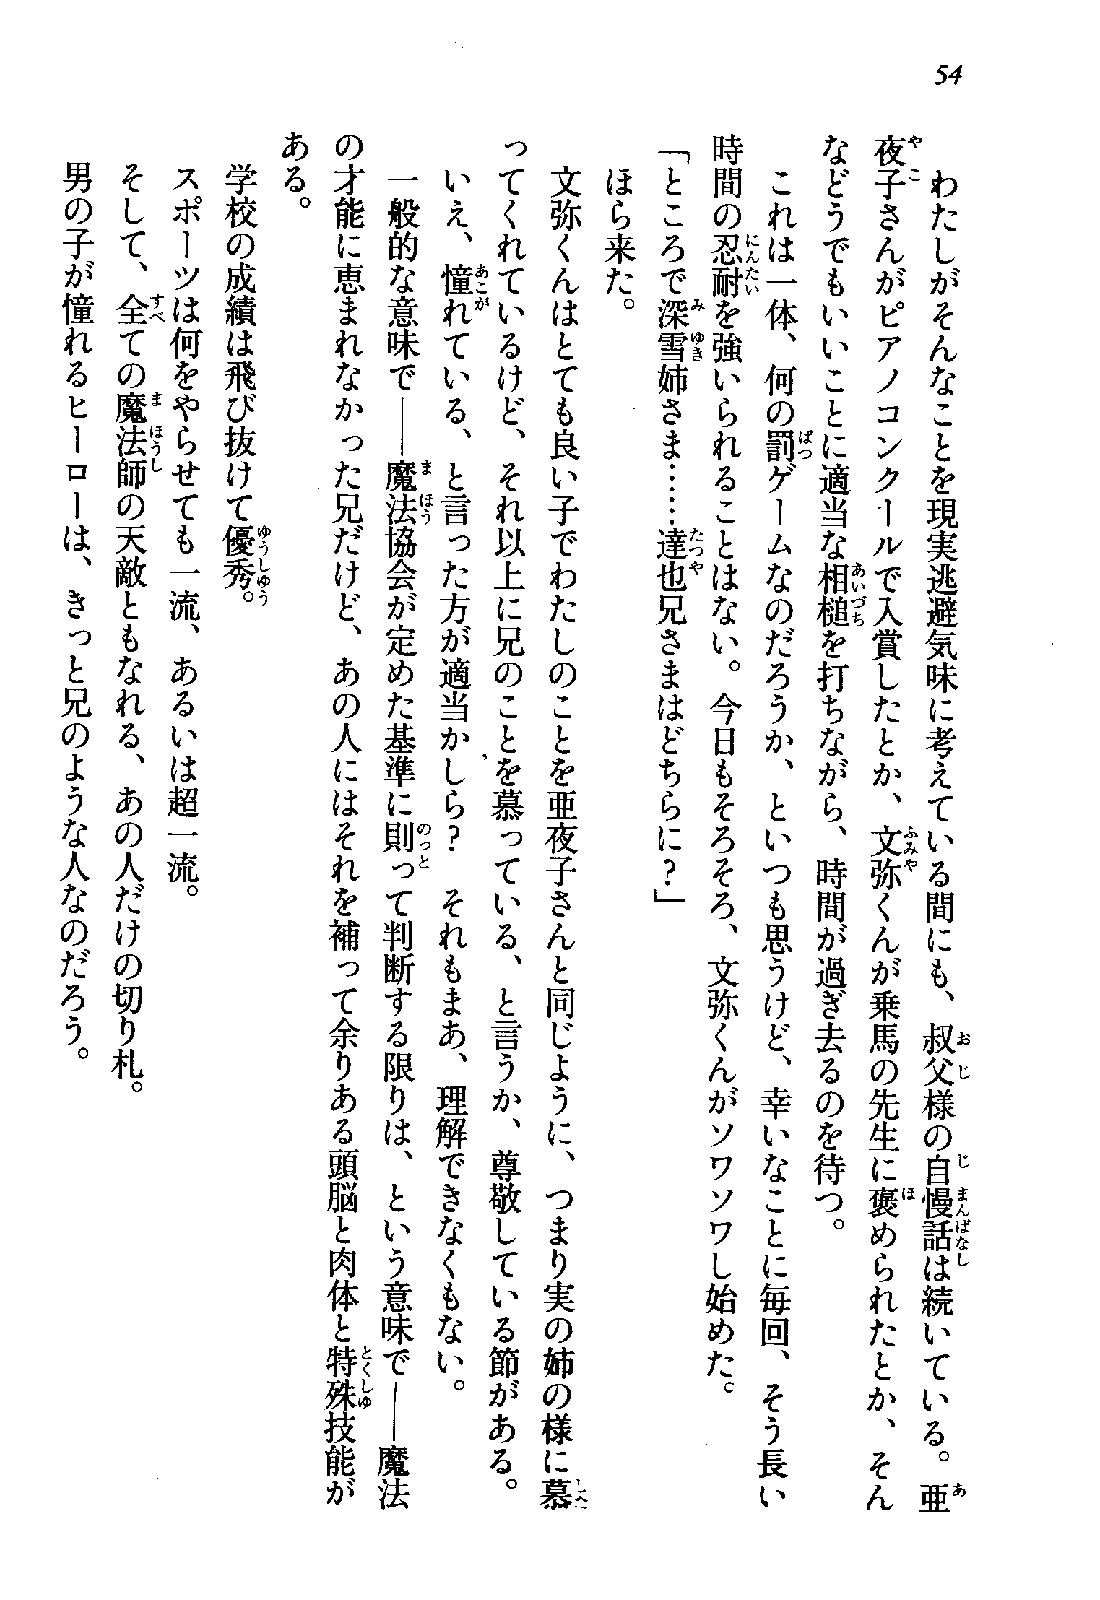 54
わたしがそんなことを現実逃避気味に考えている間にも、叔父様の自慢話は続いている。亜
夜子さんがピアノコンクールで入賞したとか、文弥くんが乗馬の先生に褒められたとか、そん
などうでもいいことに適当な相槌を打ちながら、時間が過ぎ去るのを待つ。
これは一体、何の罰ゲームなのだろうか、といつも思うけど、幸いなことに毎回、そう長い
時間の忍耐を強いられることはない。今日もそろそろ、文弥くんがソワソワし始めた。
「ところで深雪姉さま……達也兄さまはどちらに？」
ほら来た。
文弥くんはとても良い子でわたしのことを亜夜子さんと同じように、つまり実の姉の様に慕
ってくれているけど、それ以上に兄のことを慕っている、と言うか、尊敬している節がある。
いえ、憧れている、と言った方が適当かしら？　それもまあ、理解できなくもない。
一般的な意味で──魔法協会が定めた基準に則って判断する限りは、という意味で──魔法
の才能に恵まれなかった兄だけど、あの人にはそれを補って余りある頭脳と肉体と特殊技能が
ある。
学校の成績は飛び抜けて優秀。
スポーツは何をやらせても一流、あるいは超一流。
そして、全ての魔法師の天敵ともなれる、あの人だけの切り札。
男の子が憧れるヒーローは、きっと兄のような人なのだろう。